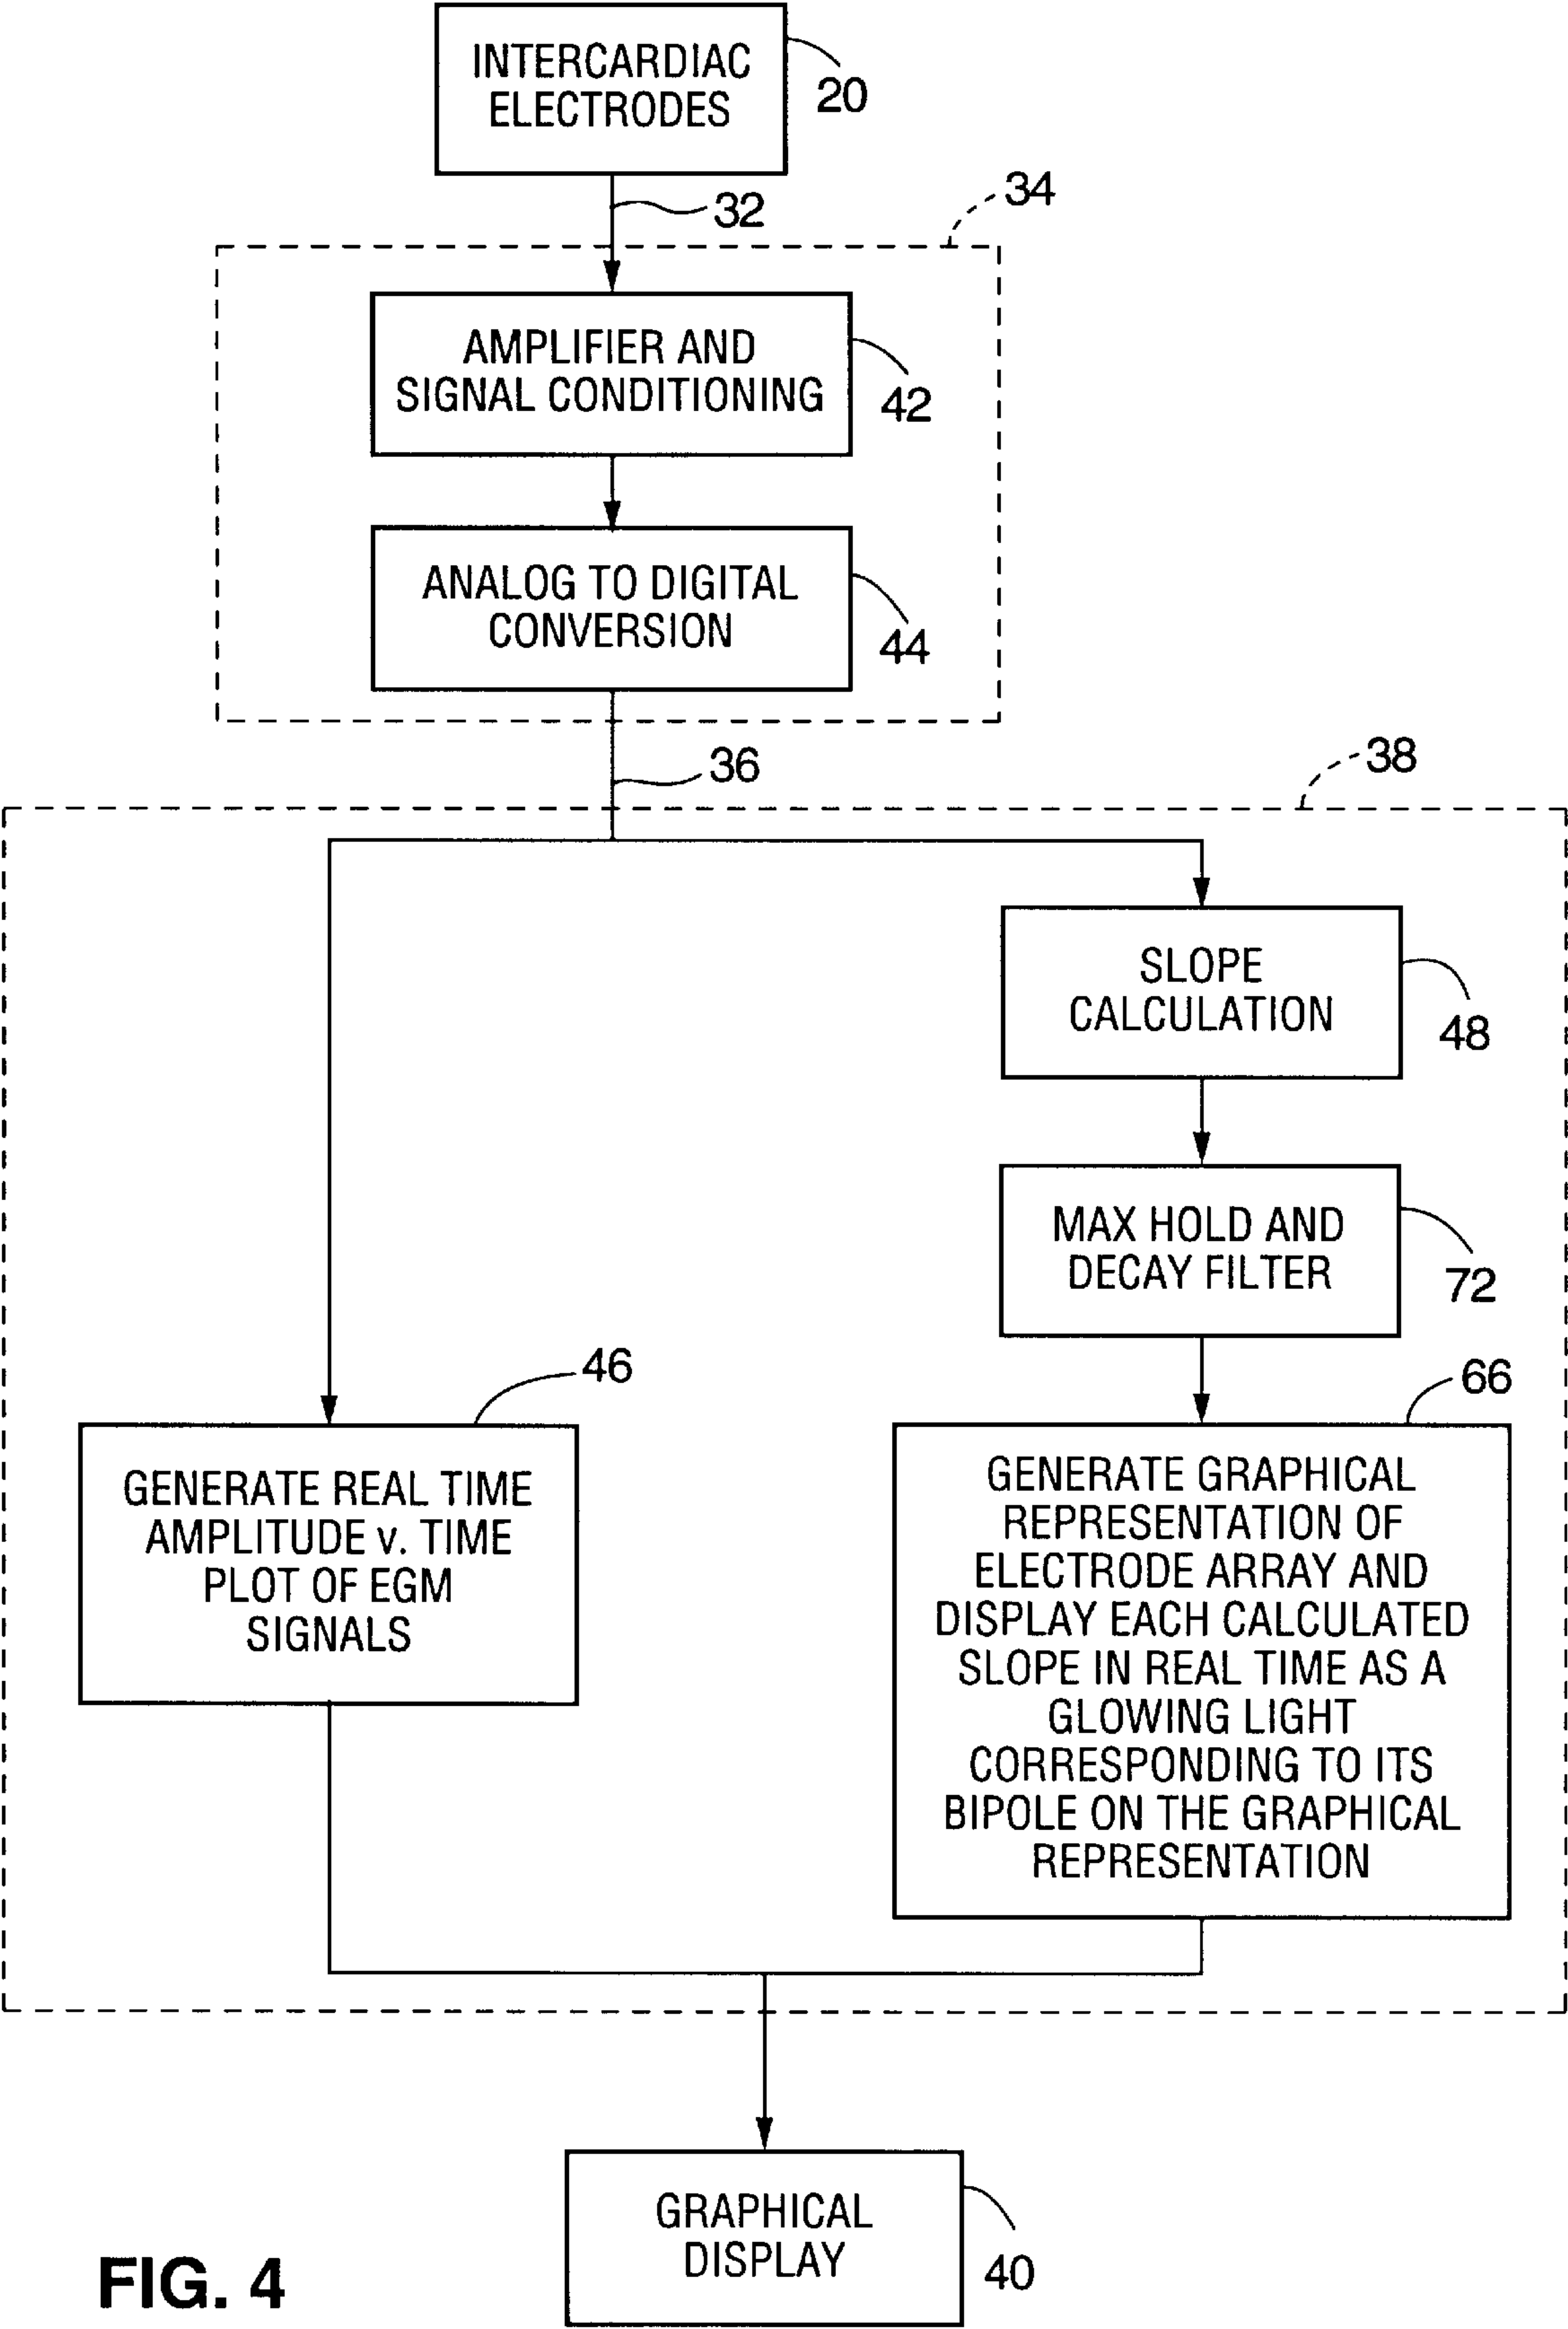 INTERCARDIAC
ELECTRODES
20
32
34
AMPLIFIER AND
SIGNAL CONDITIONING
42
ANALOG TO DIGITAL
CONVERSION
44
36
38
SLOPE
CALCULATION
48
MAX HOLD AND
DECAY FILTER
72
46
GENERATE REAL TIME
AMPLITUDE v. TIME
PLOT OF EGM
SIGNALS
66
GENERATE GRAPHICAL
REPRESENTATION OF
ELECTRODE ARRAY AND
DISPLAY EACH CALCULATED
SLOPE IN REAL TIME AS A
GLOWING LIGHT
CORRESPONDING TO ITS
BIPOLE ON THE GRAPHICAL
REPRESENTATION
GRAPHICAL
DISPLAY
40
FIG. 4